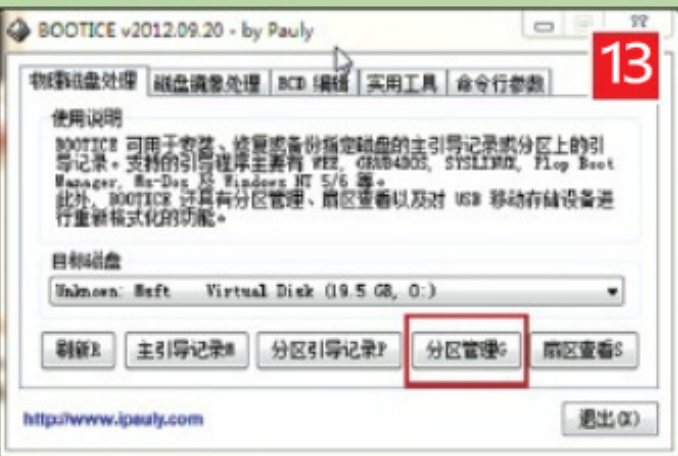 BOOTICE v2012.09.20 - by Pauly
13
物理磁盘处理 磁盘镜象处理 BCD 编辑 实用工具 命令行参数
使用说明
BOOTICE 可用于安装、修复或备份指定磁盘的主引导记录或分区上的引
导记录。支持的引导程序主要有 WEE, GRUB4DOS, SYSLINUX, Plop Boot
Manager, Ms-Dos 及 Windows NT 5/6 等。
此外，BOOTICE 还具有分区管理、扇区查看以及对 USB 移动存储设备进
行重新格式化的功能。
目标磁盘
Unknown: Msft Virtual Disk (19.5 GB, O:)
刷新R 主引导记录M 分区引导记录P 分区管理G 扇区查看S
http://www.ipauly.com 退出(X)